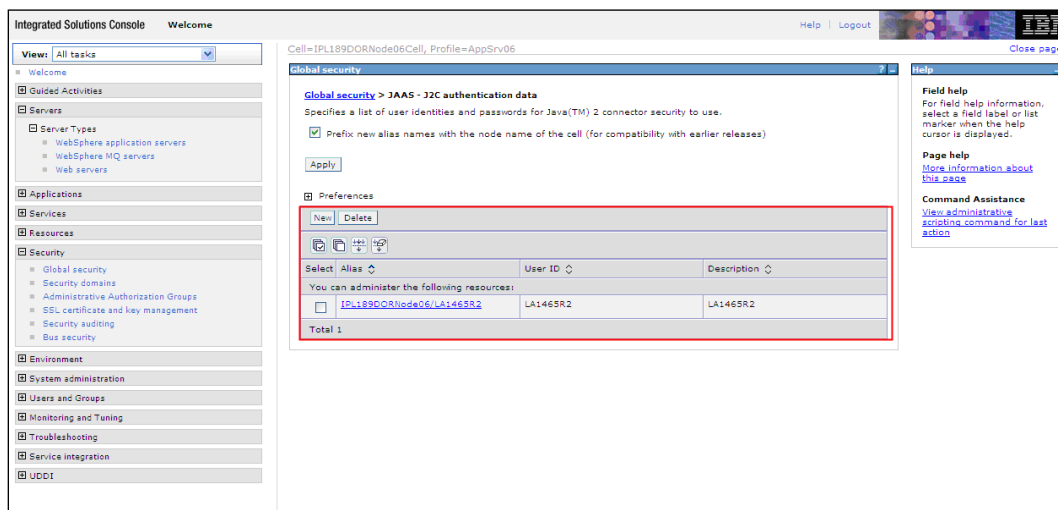 Integrated Solutions Console Welcome Help Logout IBM
View: All tasks
Welcome
Guided Activities
Servers
Server Types
WebSphere application servers
WebSphere MQ servers
Web servers
Applications
Services
Resources
Security
Global security
Security domains
Administrative Authorization Groups
SSL certificate and key management
Security auditing
Bus security
Environment
System administration
Users and Groups
Monitoring and Tuning
Troubleshooting
Service integration
UDDI
Cell=IPL189DORNode06Cell, Profile=AppSrv06
Close page
Global security ? -
Global security > JAAS - J2C authentication data
Specifies a list of user identities and passwords for Java(TM) 2 connector security to use.
Prefix new alias names with the node name of the cell (for compatibility with earlier releases)
Apply
Preferences
New Delete
Select Alias User ID Description
You can administer the following resources:
IPL189DORNode06/LA1465R2 LA1465R2 LA1465R2
Total 1
Help
Field help
For field help information,
select a field label or list
marker when the help
cursor is displayed.
Page help
More information about
this page
Command Assistance
View administrative
scripting command for last
action